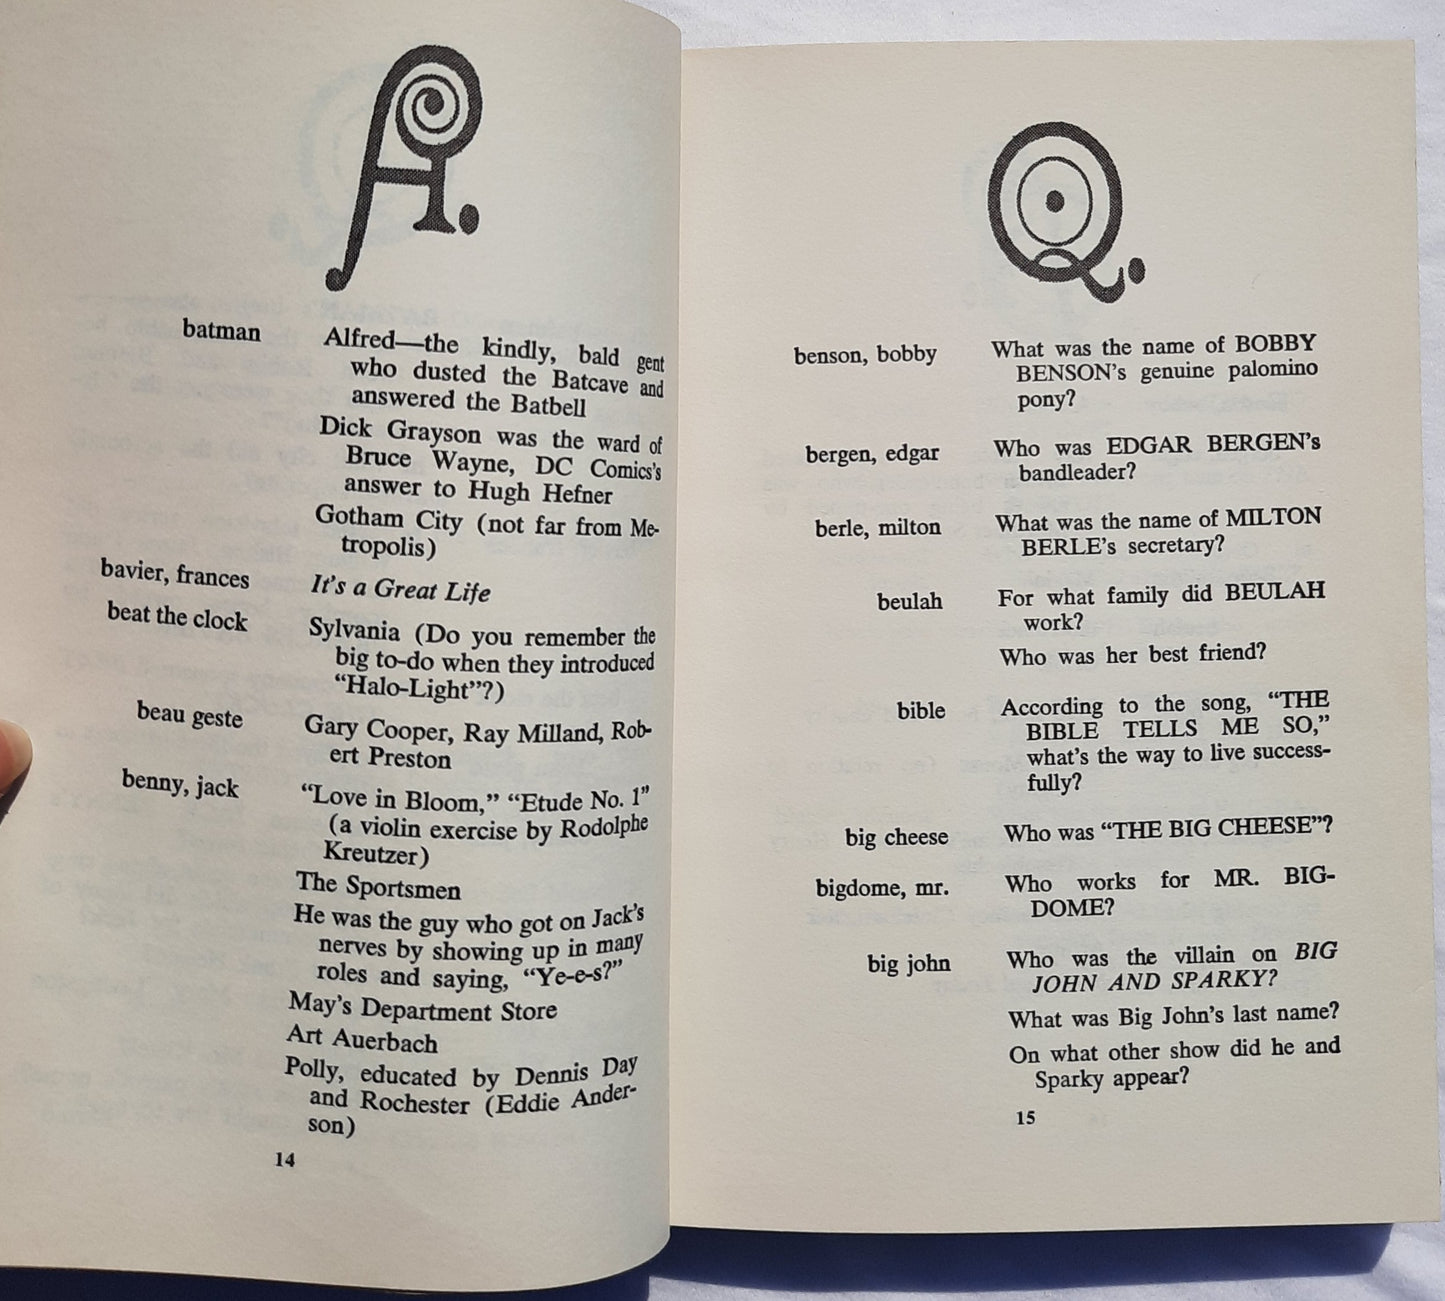 A.
batman Alfred—the kindly, bald gent
who dusted the Batcave and
answered the Batbell
Dick Grayson was the ward of
Bruce Wayne, DC Comics's
answer to Hugh Hefner
Gotham City (not far from Me-
tropolis)
bavier, frances It's a Great Life
beat the clock Sylvania (Do you remember the
big to-do when they introduced
"Halo-Light"?)
beau geste Gary Cooper, Ray Milland, Rob-
ert Preston
benny, jack "Love in Bloom," "Etude No. 1"
(a violin exercise by Rodolphe
Kreutzer)
The Sportsmen
He was the guy who got on Jack's
nerves by showing up in many
roles and saying, "Ye-e-s?"
May's Department Store
Art Auerbach
Polly, educated by Dennis Day
and Rochester (Eddie Ander-
son)
14
Q.
benson, bobby What was the name of BOBBY
BENSON's genuine palomino
pony?
bergen, edgar Who was EDGAR BERGEN's
bandleader?
berle, milton What was the name of MILTON
BERLE's secretary?
beulah For what family did BEULAH
work?
Who was her best friend?
bible According to the song, "THE
BIBLE TELLS ME SO,"
what's the way to live success-
fully?
big cheese Who was "THE BIG CHEESE"?
bigdome, mr. Who works for MR. BIG-
DOME?
big john Who was the villain on BIG
JOHN AND SPARKY?
What was Big John's last name?
On what other show did he and
Sparky appear?
15